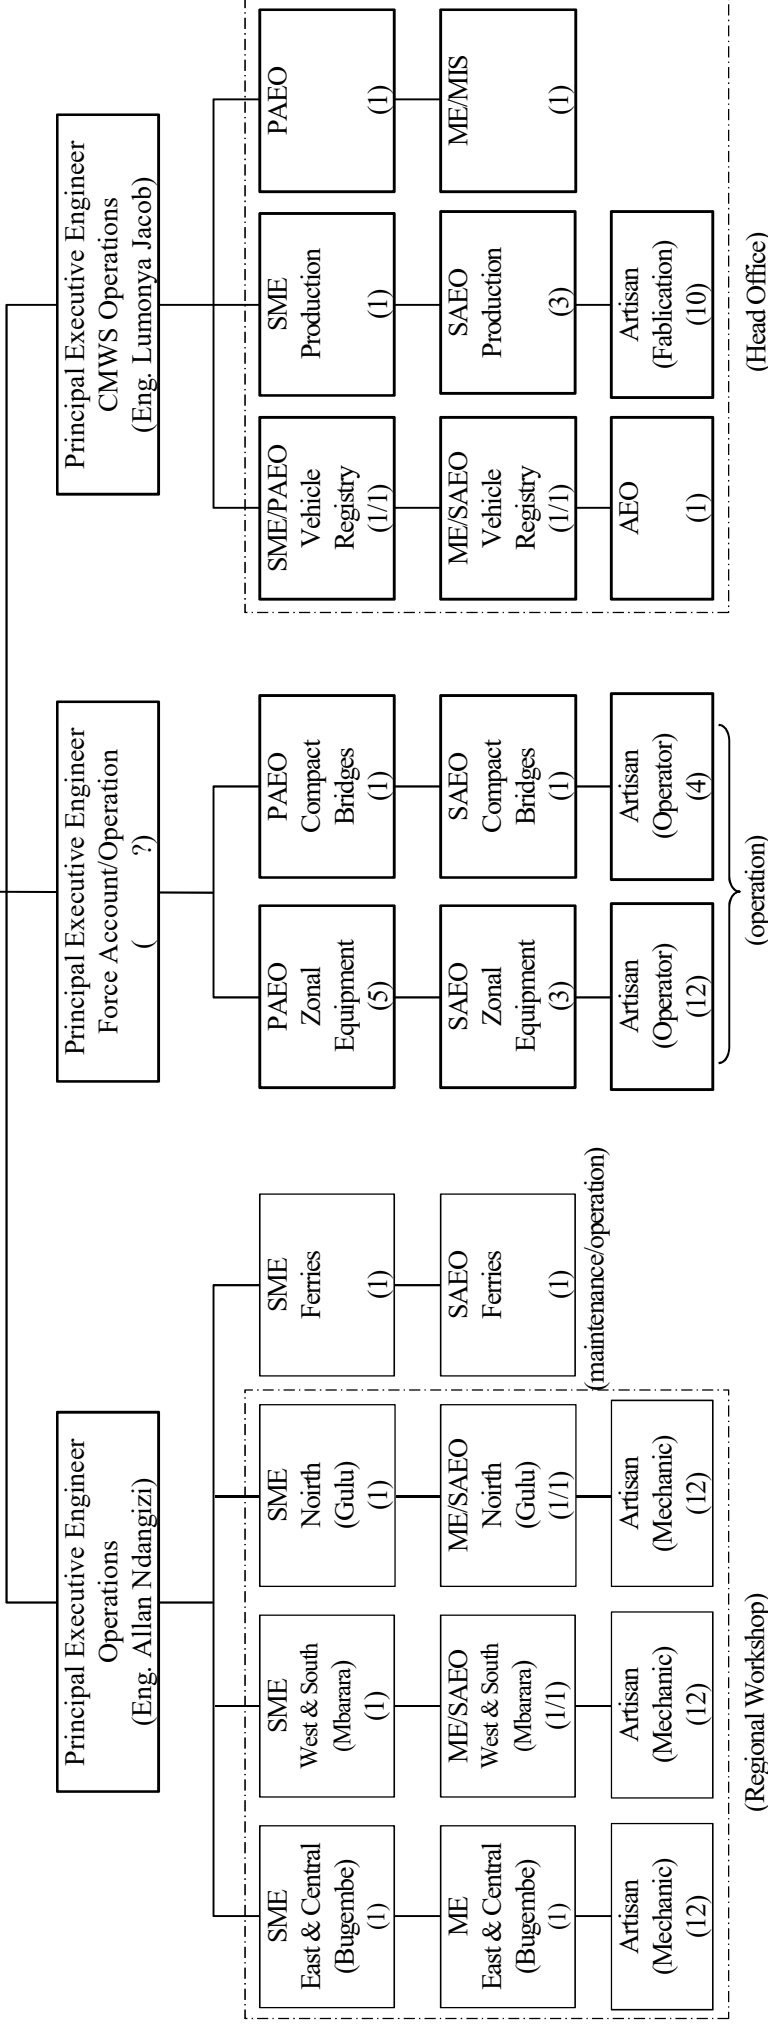 Principal Executive Engineer
Operations
(Eng. Allan Ndangizi)
Principal Executive Engineer
Force Account/Operation
( ?)
Principal Executive Engineer
CMWS Operations
(Eng. Lumonya Jacob)
SME
East & Central
(Bugembe)
(1)
SME
West & South
(Mbarara)
(1)
SME
Noirth
(Gulu)
(1)
SME
Ferries
(1)
PAEO
Zonal
Equipment
(5)
PAEO
Compact
Bridges
(1)
SME/PAEO
Vehicle
Registry
(1/1)
SME
Production
(1)
PAEO
(1)
ME
East & Central
(Bugembe)
(1)
ME/SAEO
West & South
(Mbarara)
(1/1)
ME/SAEO
Noirth
(Gulu)
(1/1)
SAEO
Ferries
(1)
SAEO
Zonal
Equipment
(3)
SAEO
Compact
Bridges
(1)
ME/SAEO
Vehicle
Registry
(1/1)
SAEO
Production
(3)
ME/MIS
(1)
(maintenance/operation)
Artisan
(Mechanic)
(12)
Artisan
(Mechanic)
(12)
Artisan
(Mechanic)
(12)
Artisan
(Operator)
(12)
Artisan
(Operator)
(4)
AEO
(1)
Artisan
(Fablication)
(10)
(Regional Workshop)
(operation)
(Head Office)